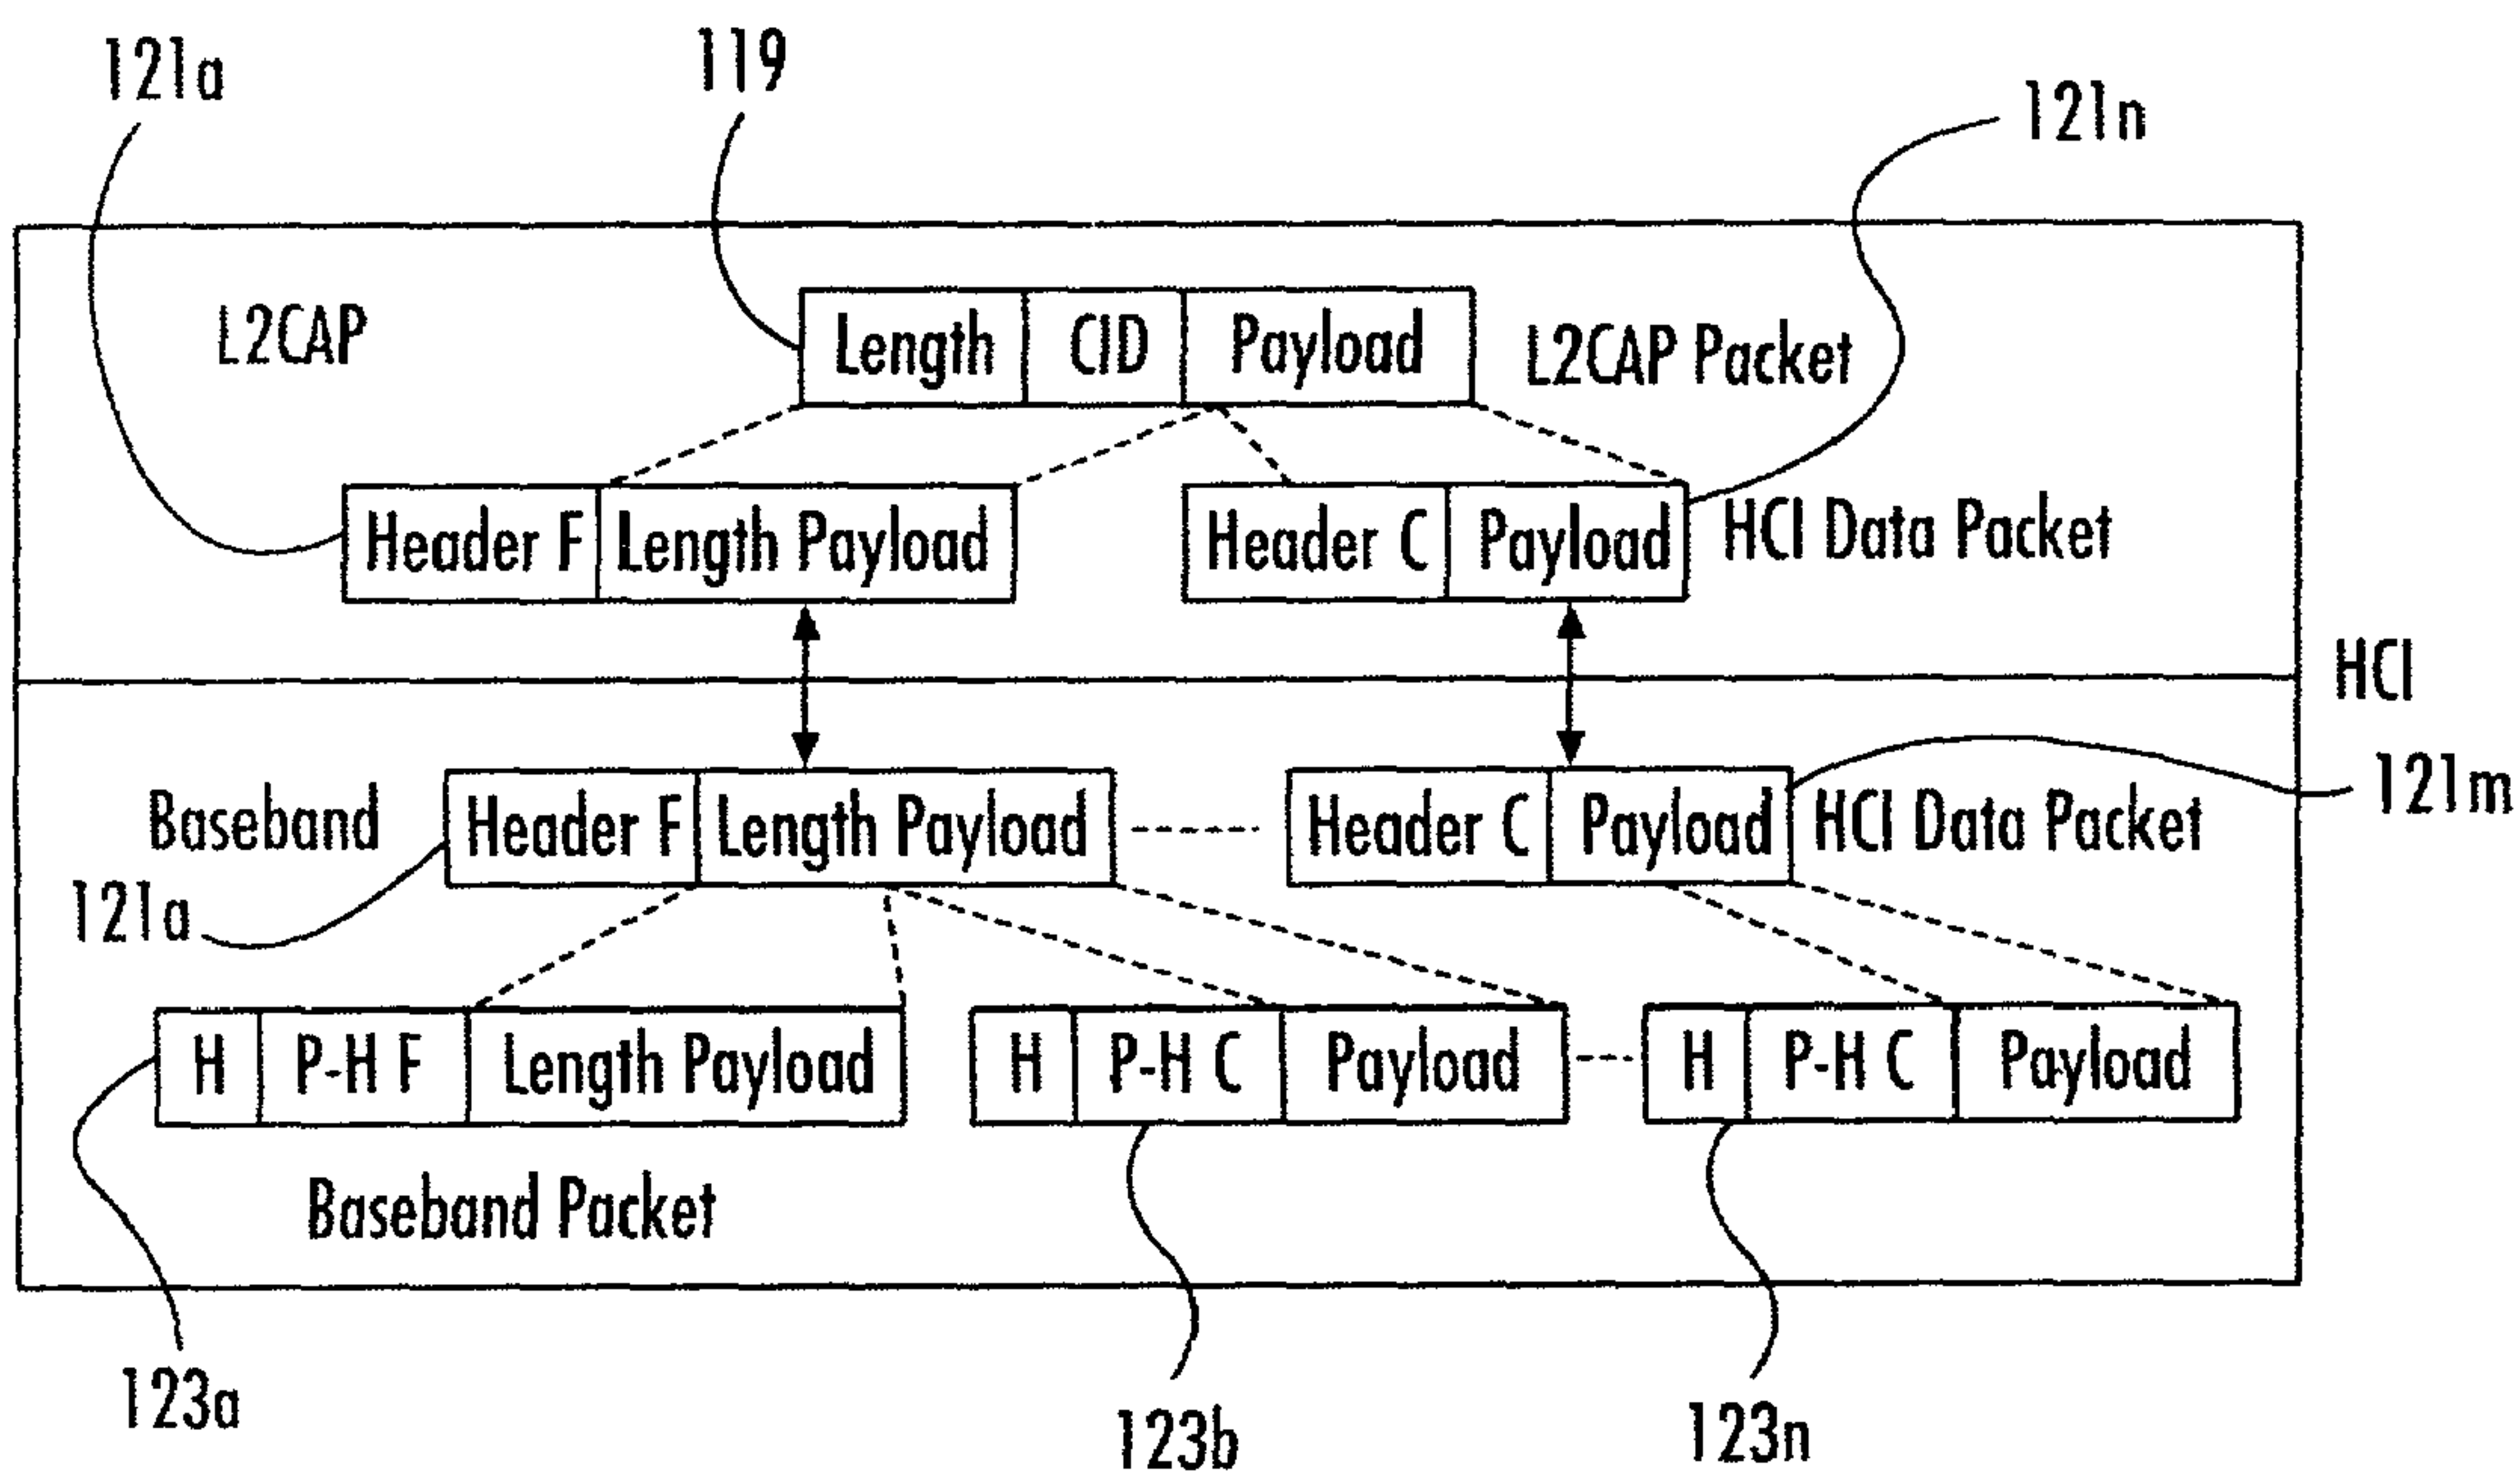 121a 119 121n
L2CAP Length CID Payload L2CAP Packet
Header F Length Payload Header C Payload HCI Data Packet
HCI
Baseband Header F Length Payload Header C Payload HCI Data Packet 121m
121a
H P-H F Length Payload H P-H C Payload H P-H C Payload
Baseband Packet
123a 123b 123n